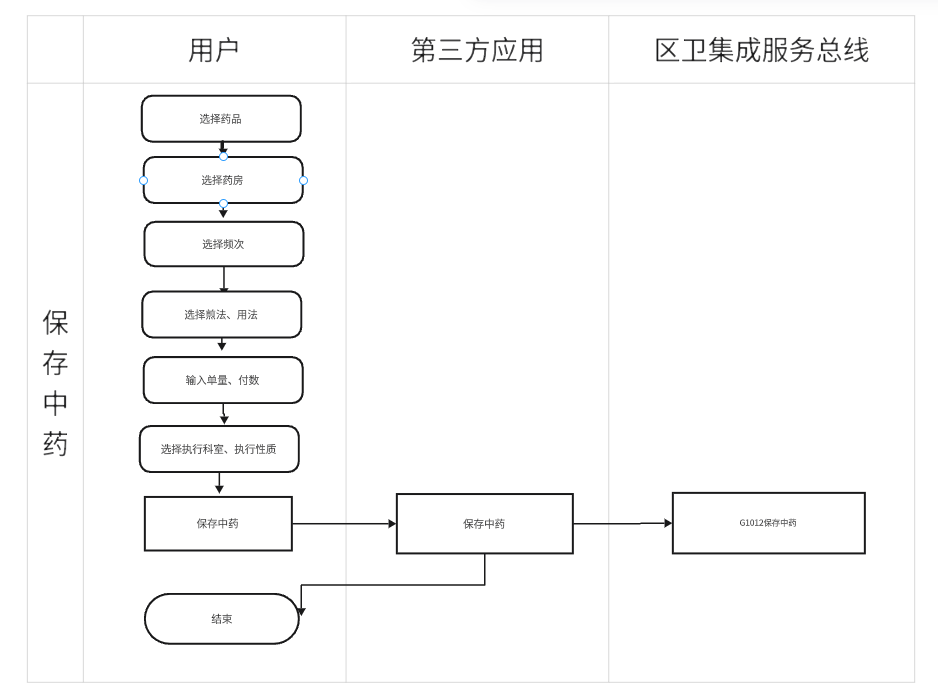 用户
第三方应用
区卫集成服务总线
保
存
中
药
选择药品
选择药房
选择频次
选择煎法、用法
输入单量、付数
选择执行科室、执行性质
保存中药
保存中药
G1012保存中药
结束